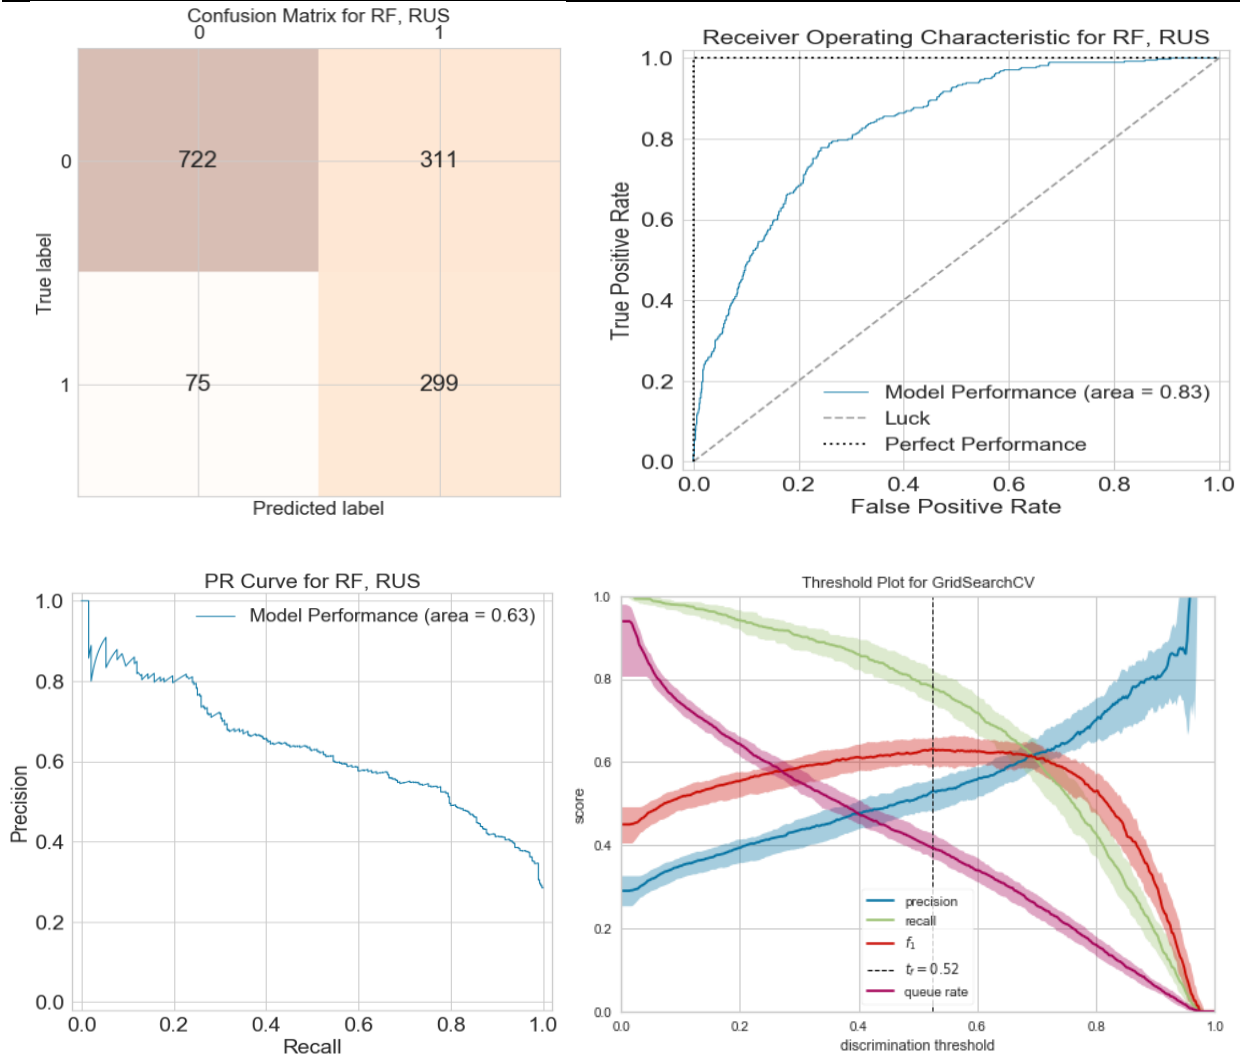 Confusion Matrix for RF, RUS
0 1
0
722 311
1
75 299
True label
Predicted label
Receiver Operating Characteristic for RF, RUS
1.0
0.8
0.6
0.4
0.2
0.0
True Positive Rate
Model Performance (area = 0.83)
Luck
Perfect Performance
0.0 0.2 0.4 0.6 0.8 1.0
False Positive Rate
PR Curve for RF, RUS
Model Performance (area = 0.63)
1.0
0.8
0.6
0.4
0.2
0.0
Precision
0.0 0.2 0.4 0.6 0.8 1.0
Recall
Threshold Plot for GridSearchCV
1.0
0.8
0.6
0.4
0.2
0.0
score
precision
recall
f1
tf = 0.52
queue rate
0.0 0.2 0.4 0.6 0.8 1.0
discrimination threshold